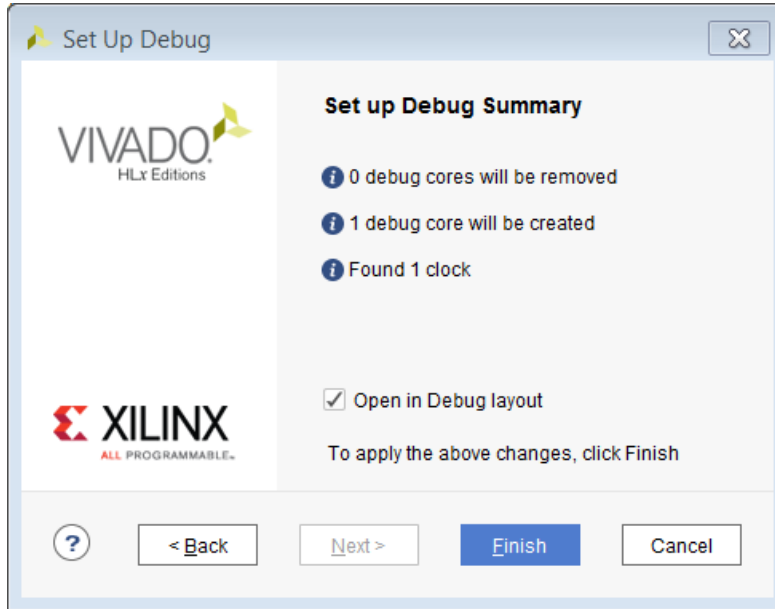 Set Up Debug
VIVADO.
HLx Editions
Set up Debug Summary
i 0 debug cores will be removed
i 1 debug core will be created
i Found 1 clock
Open in Debug layout
XILINX
ALL PROGRAMMABLE™
To apply the above changes, click Finish
?
< Back
Next >
Finish
Cancel